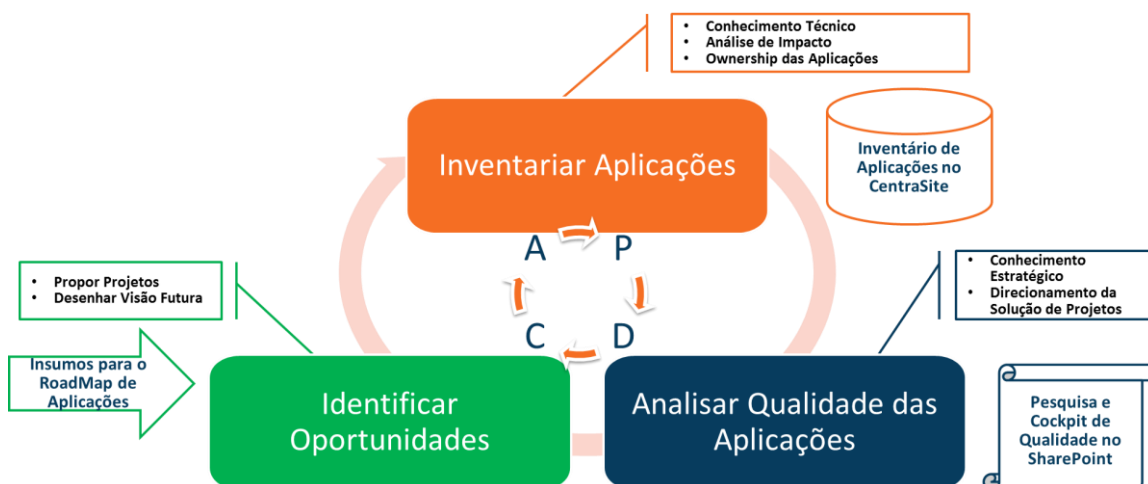 • Conhecimento Técnico
• Análise de Impacto
• Ownership das Aplicações
Inventariar Aplicações
Inventário de
Aplicações no
CentraSite
A P
C D
• Propor Projetos
• Desenhar Visão Futura
• Conhecimento
Estratégico
• Direcionamento da
Solução de Projetos
Insumos para o
RoadMap de
Aplicações
Identificar
Oportunidades
Analisar Qualidade das
Aplicações
Pesquisa e
Cockpit de
Qualidade no
SharePoint